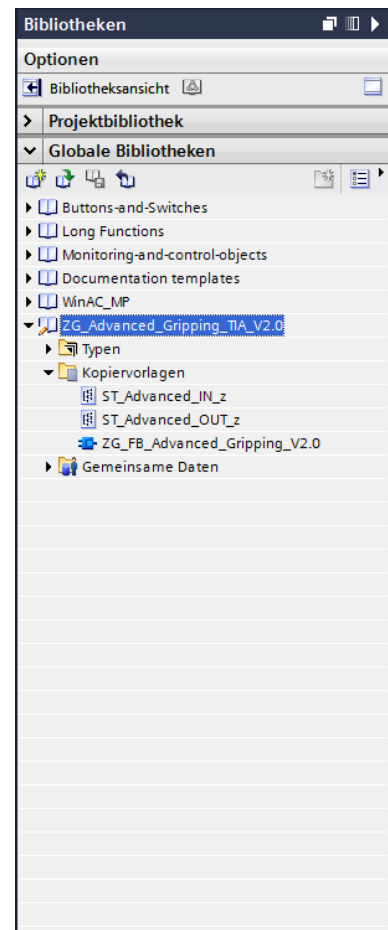 Bibliotheken
Optionen
Bibliotheksansicht
Projektbibliothek
Globale Bibliotheken
Buttons-and-Switches
Long Functions
Monitoring-and-control-objects
Documentation templates
WinAC_MP
ZG_Advanced_Gripping_TIA_V2.0
Typen
Kopiervorlagen
ST_Advanced_IN_z
ST_Advanced_OUT_z
ZG_FB_Advanced_Gripping_V2.0
Gemeinsame Daten